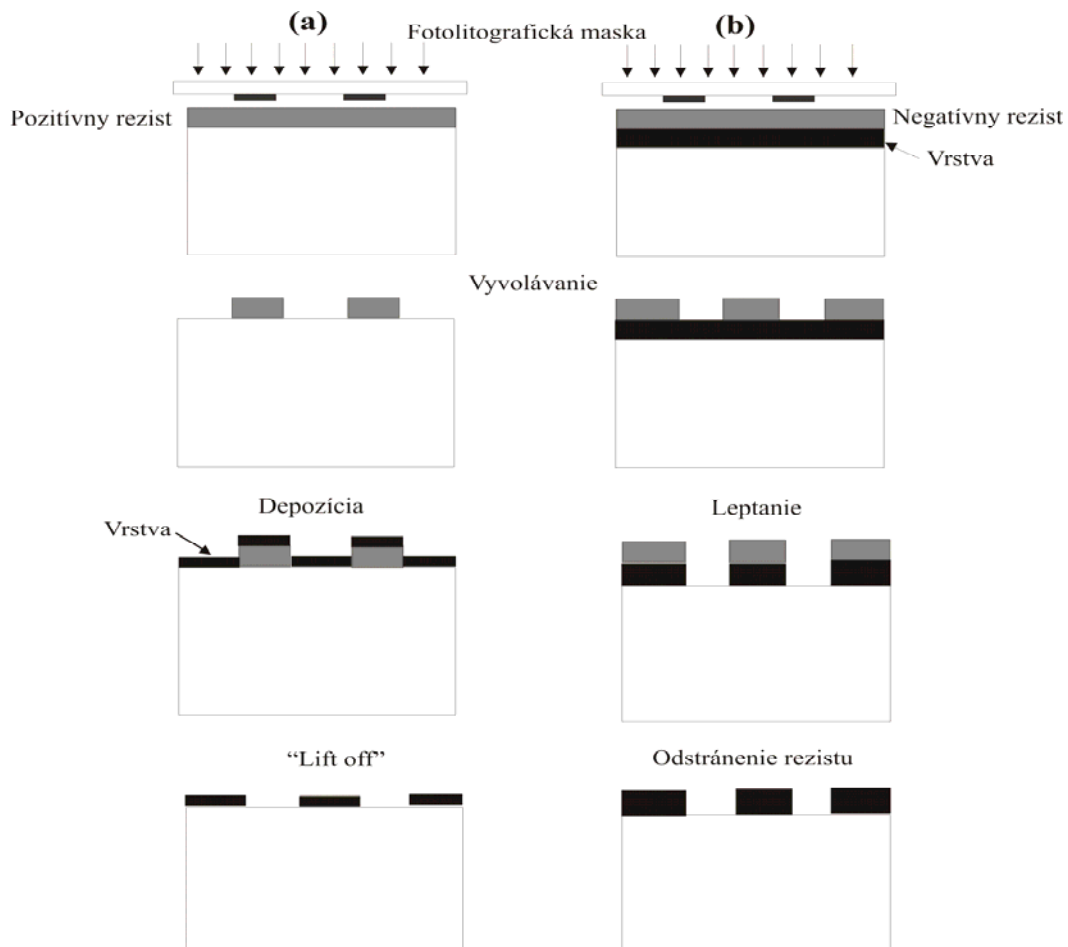 (a)
Fotolitografická maska
(b)
Pozitívny rezist
Negatívny rezist
Vrstva
Vyvolávanie
Depozícia
Leptanie
Vrstva
“Lift off”
Odstránenie rezistu